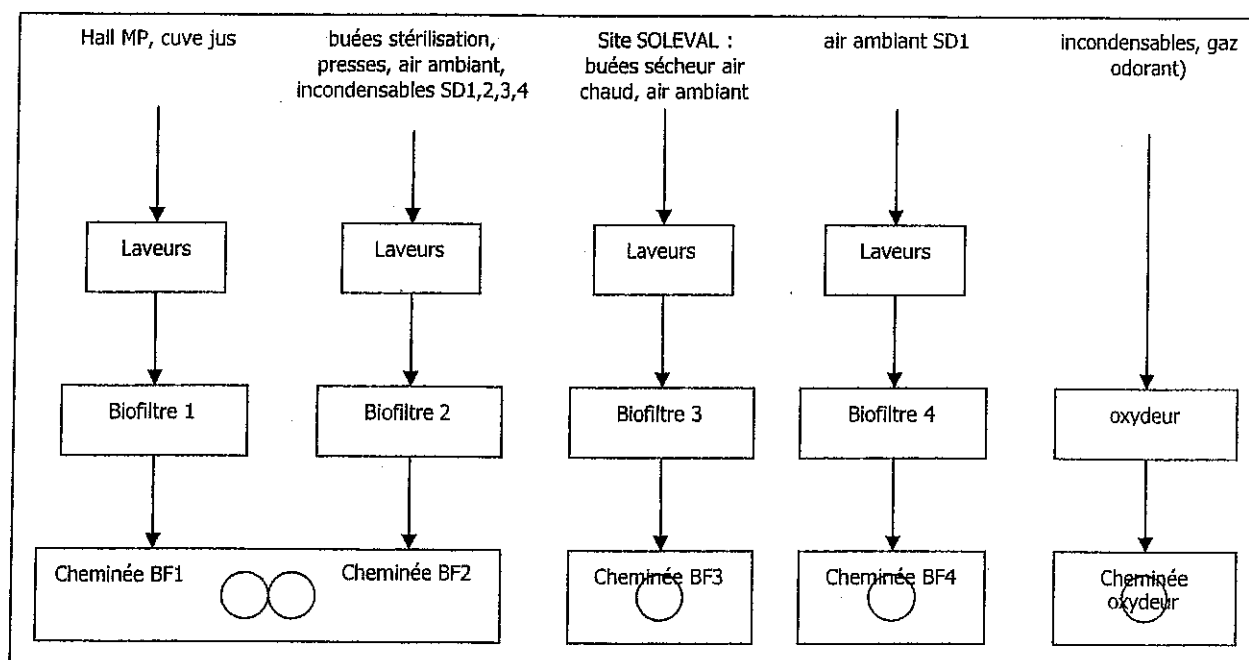 Hall MP, cuve jus
buées stérilisation,
presses, air ambiant,
incondensables SD1,2,3,4
Site SOLEVAL :
buées sécheur air
chaud, air ambiant
air ambiant SD1
incondensables, gaz
odorant)
Laveurs
Laveurs
Laveurs
Laveurs
Biofiltre 1
Biofiltre 2
Biofiltre 3
Biofiltre 4
oxydeur
Cheminée BF1
Cheminée BF2
Cheminée BF3
Cheminée BF4
Cheminée
oxydeur